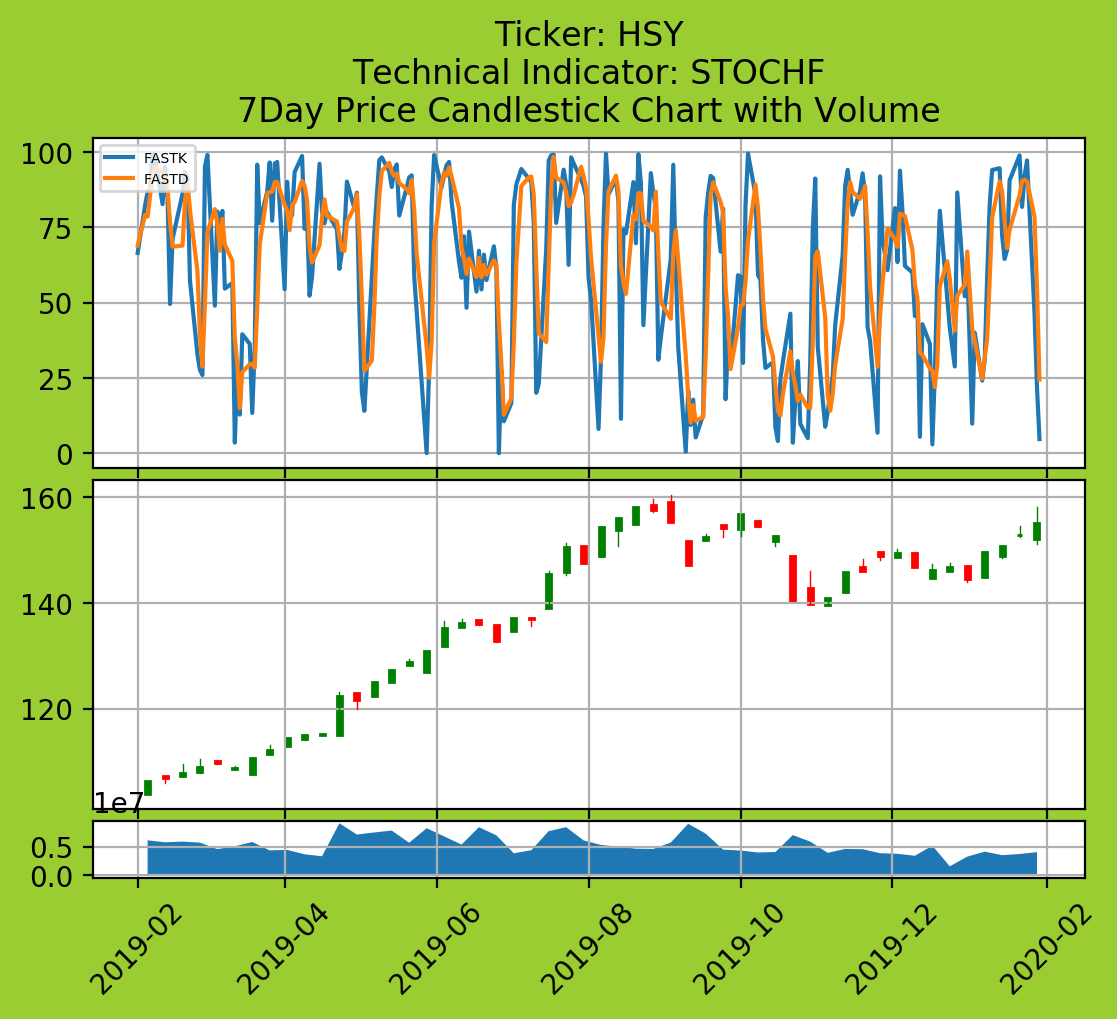 Ticker: HSY
Technical Indicator: STOCHF
7Day Price Candlestick Chart with Volume
100
75
50
25
0
FASTK
FASTD
160
140
120
1e7
0.5
0.0
2019-02
2019-04
2019-06
2019-08
2019-10
2019-12
2020-02